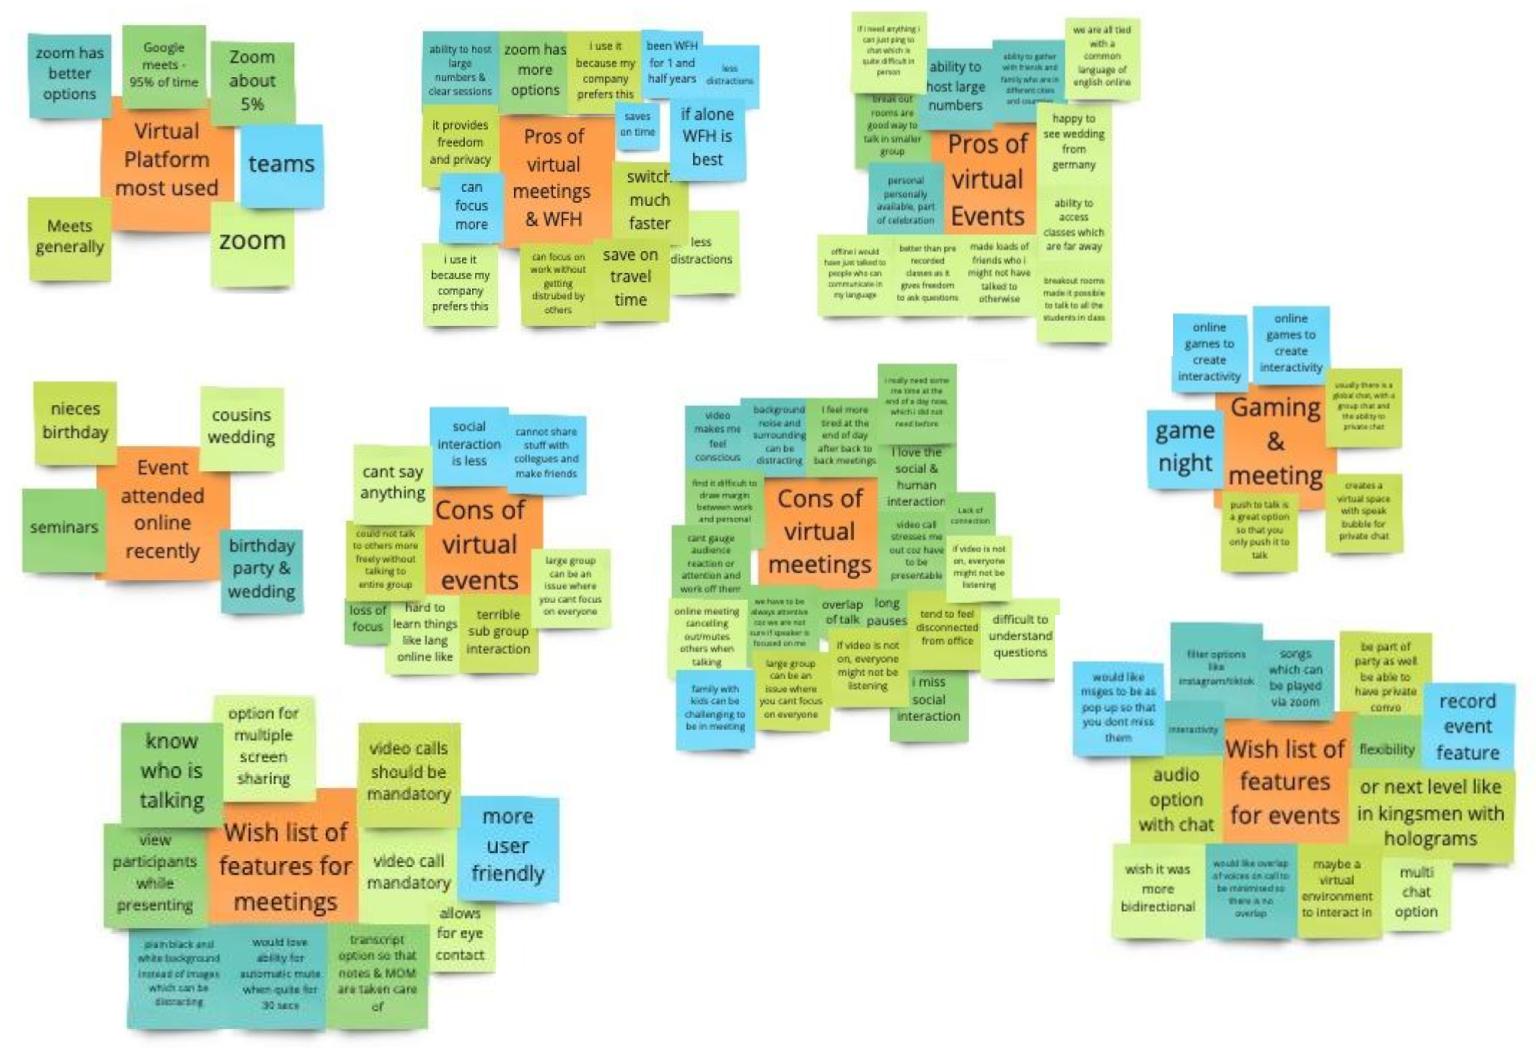 zoom has
better
options
Google
meets -
95% of time
Zoom
about
5%
Virtual
Platform
most used
teams
Meets
generally
zoom
ability to host
large
numbers &
clear sessions
zoom has
more
options
i use it
because my
company
prefers this
been WFH
for 1 and
half years
less
distractions
it provides
freedom
and privacy
Pros of
virtual
meetings
& WFH
saves
on time
if alone
WFH is
best
can
focus
more
switch
much
faster
i use it
because my
company
prefers this
can focus on
work without
getting
distrubed by
others
save on
travel
time
less
distractions
if i need anything i
can just ping to
chat which is
quite difficult in
person
ability to
host large
numbers
ability to gather
with friends and
family who are in
different cities
and countries
we are all tied
with a
common
language of
english online
break out
rooms are
good way to
talk in smaller
group
Pros of
virtual
Events
happy to
see wedding
from
germany
personal
personally
available, part
of celebration
ability to
access
classes which
are far away
offline i would
have just talked to
people who can
communicate in
my language
better than pre
recorded
classes as it
gives freedom
to ask questions
made loads of
friends who i
might not have
talked to
otherwise
breakout rooms
made it possible
to talk to all the
students in class
nieces
birthday
cousins
wedding
Event
attended
online
recently
seminars
birthday
party &
wedding
social
interaction
is less
cannot share
stuff with
collegues and
make friends
cant say
anything
Cons of
virtual
events
could not talk
to others more
freely without
talking to
entire group
large group
can be an
issue where
you cant focus
on everyone
loss of
focus
hard to
learn things
like lang
online like
terrible
sub group
interaction
video
makes me
feel
conscious
background
noise and
surrounding
can be
distracting
I feel more
tired at the
end of day
after back to
back meetings
i really need some
me time at the
end of a day now,
which i did not
need before
find it difficult to
draw margin
between work
and personal
Cons of
virtual
meetings
I love the
social &
human
interaction
Lack of
connection
cant gauge
audience
reaction or
attention and
work off them
video call
stresses me
out coz have
to be
presentable
if video is not
on, everyone
might not be
listening
online meeting
cancelling
out/mutes
others when
talking
we have to be
always attentive
coz we are not
sure if speaker is
focused on me
overlap
of talk
long
pauses
tend to feel
disconnected
from office
difficult to
understand
questions
family with
kids can be
challenging to
be in meeting
large group
can be an
issue where
you cant focus
on everyone
if video is not
on, everyone
might not be
listening
i miss
social
interaction
online
games to
create
interactivity
online
games to
create
interactivity
usually there is a
global chat, with a
group chat and
the ability to
private chat
game
night
Gaming
&
meeting
push to talk is
a great option
so that you
only push it to
talk
creates a
virtual space
with speak
bubble for
private chat
know
who is
talking
option for
multiple
screen
sharing
video calls
should be
mandatory
Wish list of
features for
meetings
view
participants
while
presenting
video call
mandatory
more
user
friendly
allows
for eye
contact
plain black and
white background
instead of images
which can be
distracting
would love
ability for
automatic mute
when quite for
30 secs
transcript
option so that
notes & MOM
are taken care
of
would like
msges to be as
pop up so that
you dont miss
them
filter options
like
instagram/tiktok
songs
which can
be played
via zoom
be part of
party as well
be able to
have private
convo
record
event
feature
interactivity
Wish list of
features
for events
flexibility
audio
option
with chat
or next level like
in kingsmen with
holograms
wish it was
more
bidirectional
would like overlap
of voices on call to
be minimised so
there is no
overlap
maybe a
virtual
environment
to interact in
multi
chat
option